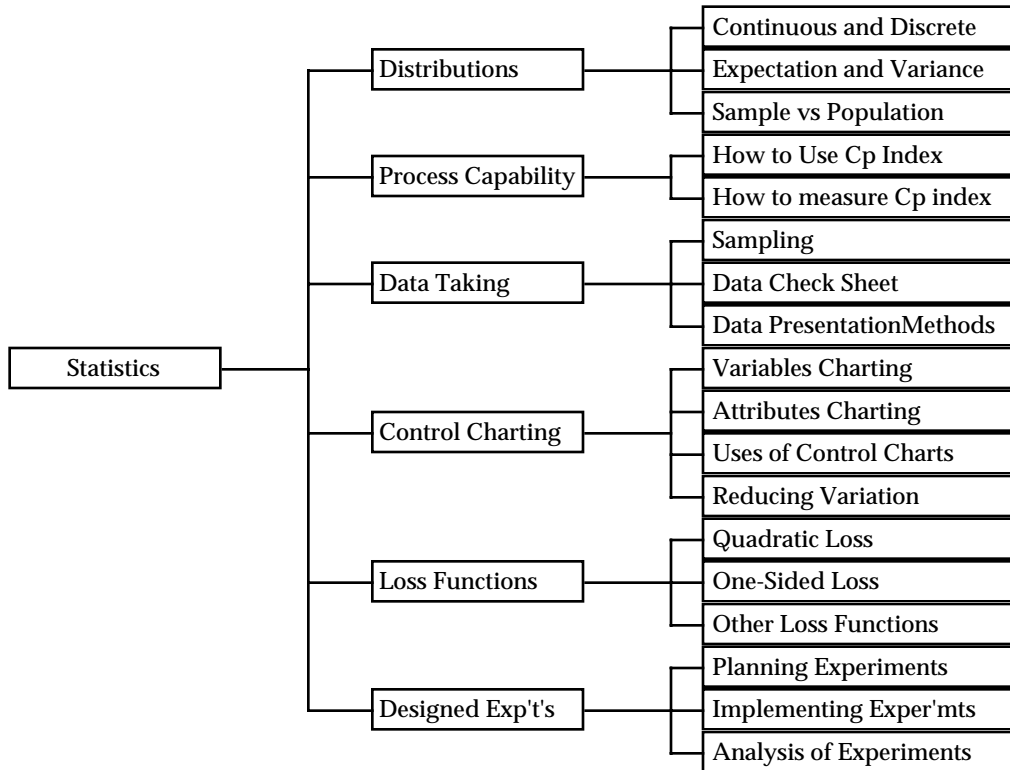 Statistics
Distributions
Continuous and Discrete
Expectation and Variance
Sample vs Population
Process Capability
How to Use Cp Index
How to measure Cp index
Data Taking
Sampling
Data Check Sheet
Data PresentationMethods
Control Charting
Variables Charting
Attributes Charting
Uses of Control Charts
Reducing Variation
Loss Functions
Quadratic Loss
One-Sided Loss
Other Loss Functions
Designed Exp't's
Planning Experiments
Implementing Exper'mts
Analysis of Experiments